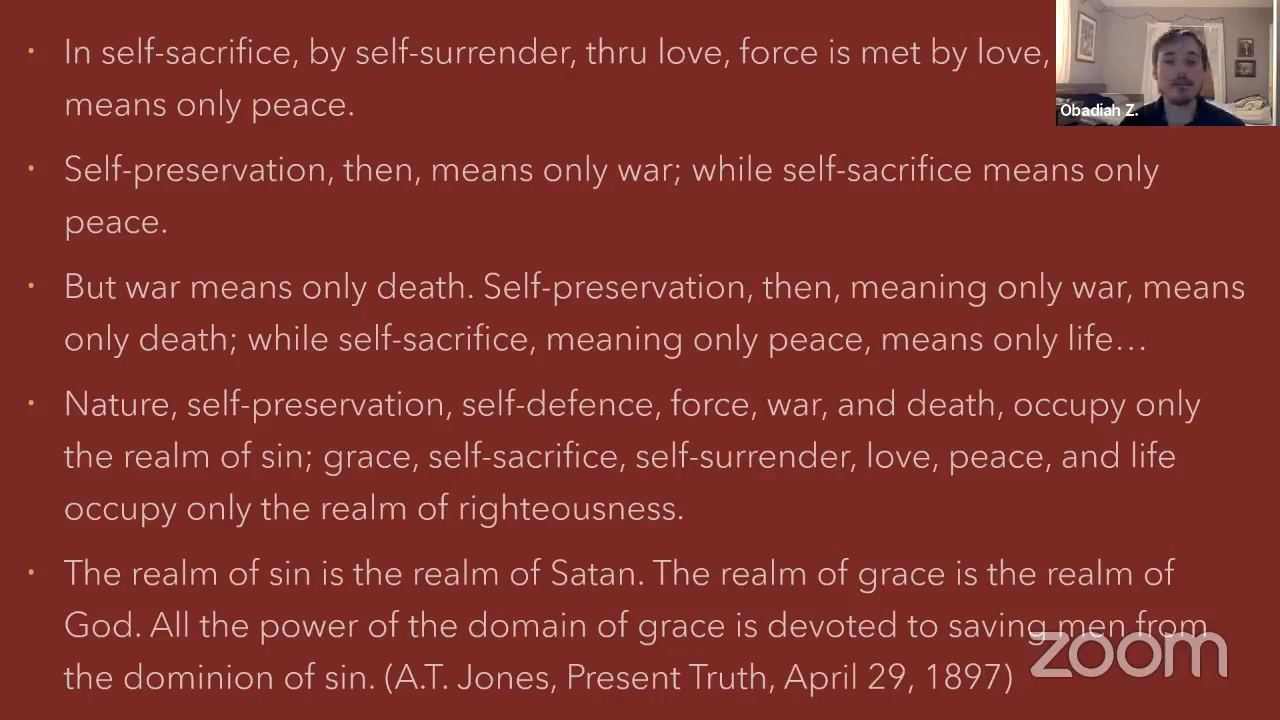 In self-sacrifice, by self-surrender, thru love, force is met by love,
means only peace.
Self-preservation, then, means only war; while self-sacrifice means only
peace.
But war means only death. Self-preservation, then, meaning only war, means
only death; while self-sacrifice, meaning only peace, means only life…
Nature, self-preservation, self-defence, force, war, and death, occupy only
the realm of sin; grace, self-sacrifice, self-surrender, love, peace, and life
occupy only the realm of righteousness.
The realm of sin is the realm of Satan. The realm of grace is the realm of
God. All the power of the domain of grace is devoted to saving men from
the dominion of sin. (A.T. Jones, Present Truth, April 29, 1897)
Obadiah Z.
zoom